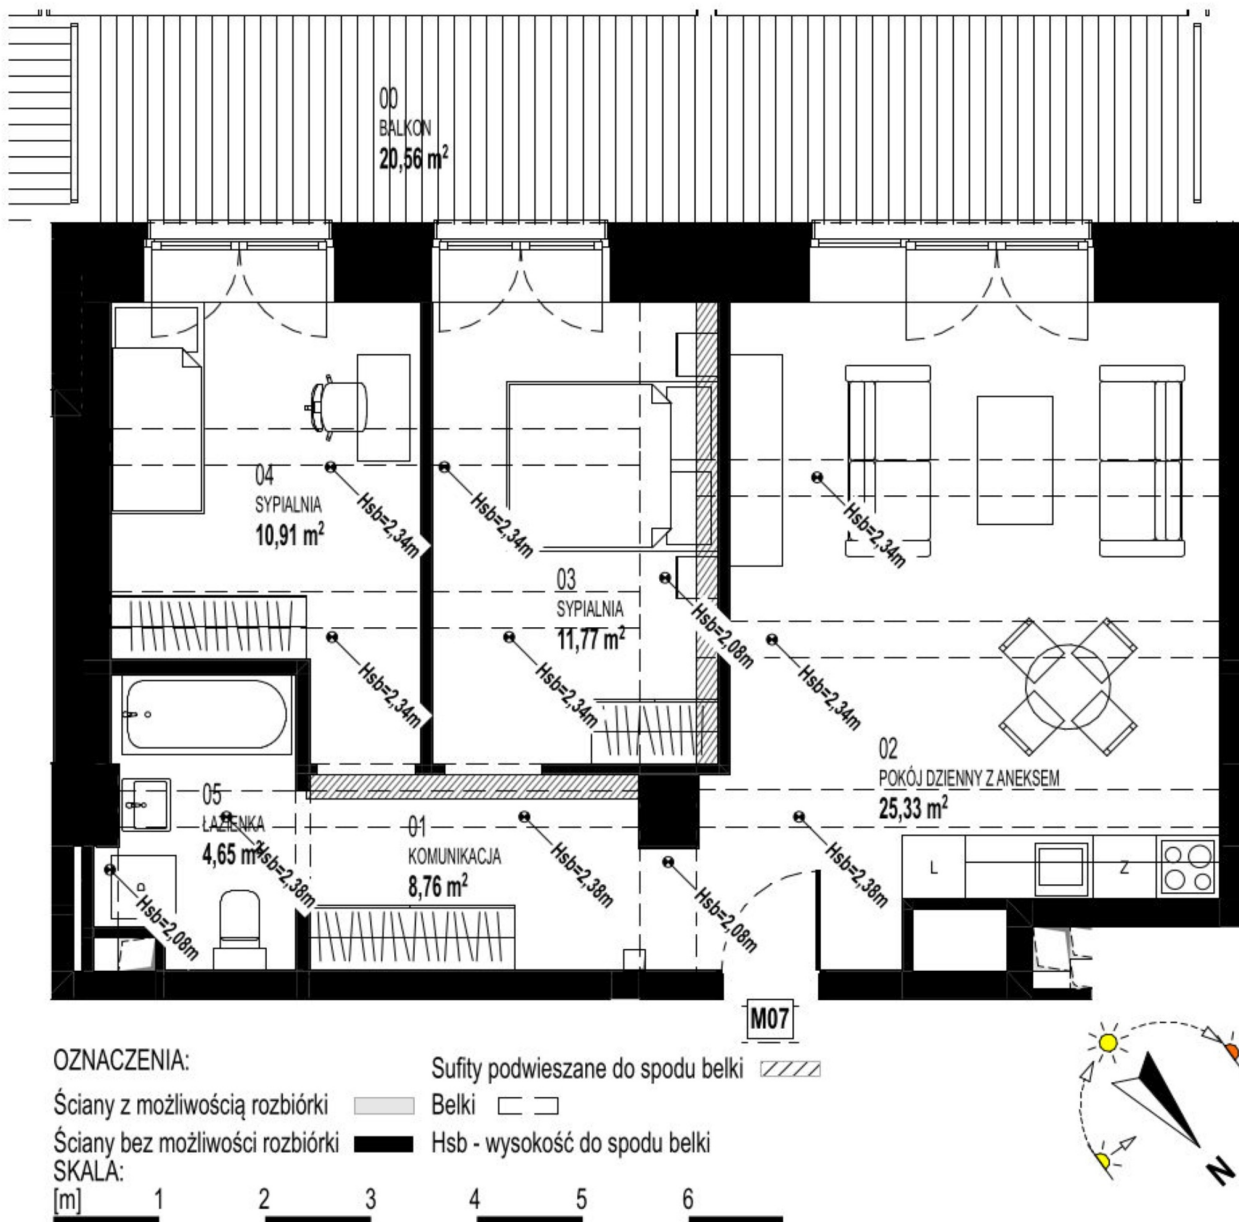 00
BALKON
20,56 m²
04
SYPIALNIA
10,91 m²
Hsb=2,34m
Hsb=2,34m
Hsb=2,34m
03
SYPIALNIA
11,77 m²
Hsb=2,08m
Hsb=2,34m
Hsb=2,34m
Hsb=2,34m
02
POKÓJ DZIENNY Z ANEKSEM
25,33 m²
05
ŁAZIENKA
4,65 m²
Hsb=2,38m
01
KOMUNIKACJA
8,76 m²
Hsb=2,38m
Hsb=2,38m
L
Z
Hsb=2,08m
Hsb=2,08m
M07
OZNACZENIA:
Sufity podwieszane do spodu belki
Ściany z możliwością rozbiórki
Belki
Ściany bez możliwości rozbiórki
Hsb - wysokość do spodu belki
SKALA:
[m] 1 2 3 4 5 6
N